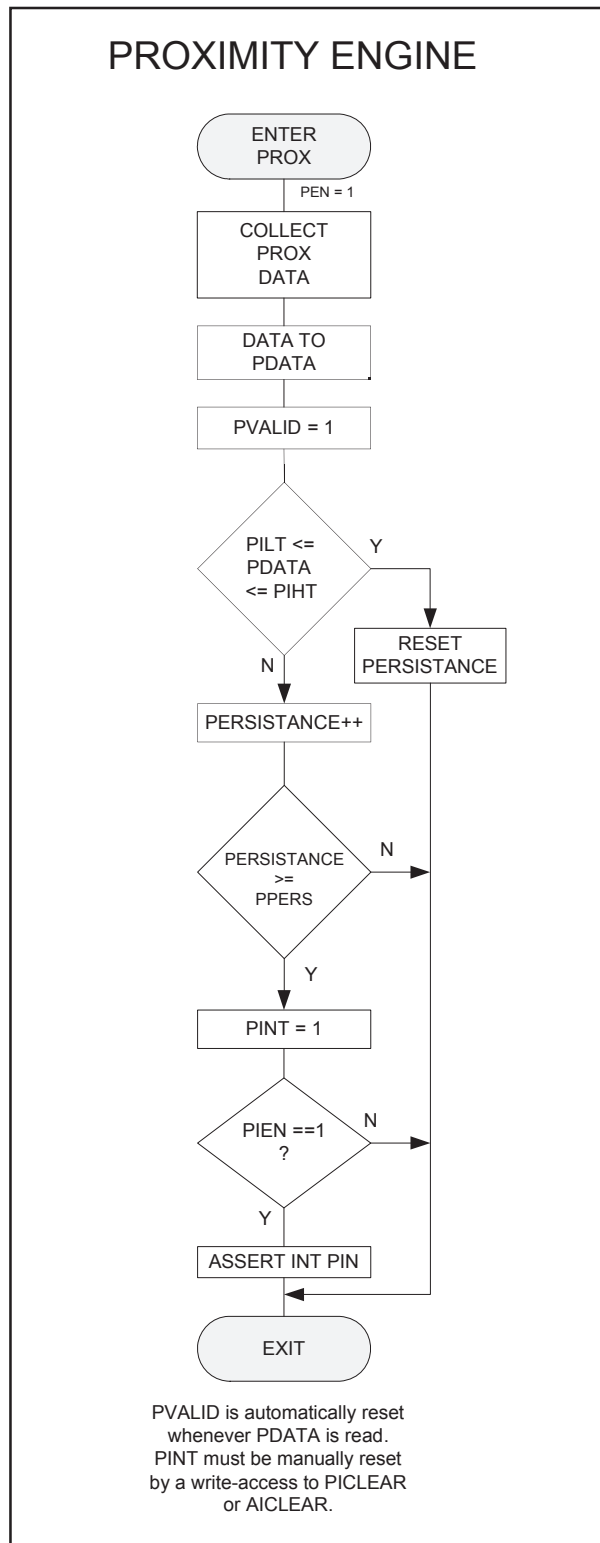 PROXIMITY ENGINE
ENTER
PROX
PEN = 1
COLLECT
PROX
DATA
DATA TO
PDATA
PVALID = 1
PILT <=
PDATA
<= PIHT
Y
RESET
PERSISTANCE
N
PERSISTANCE++
PERSISTANCE
>=
PPERS
N
Y
PINT = 1
PIEN ==1
?
N
Y
ASSERT INT PIN
EXIT
PVALID is automatically reset
whenever PDATA is read.
PINT must be manually reset
by a write-access to PICLEAR
or AICLEAR.